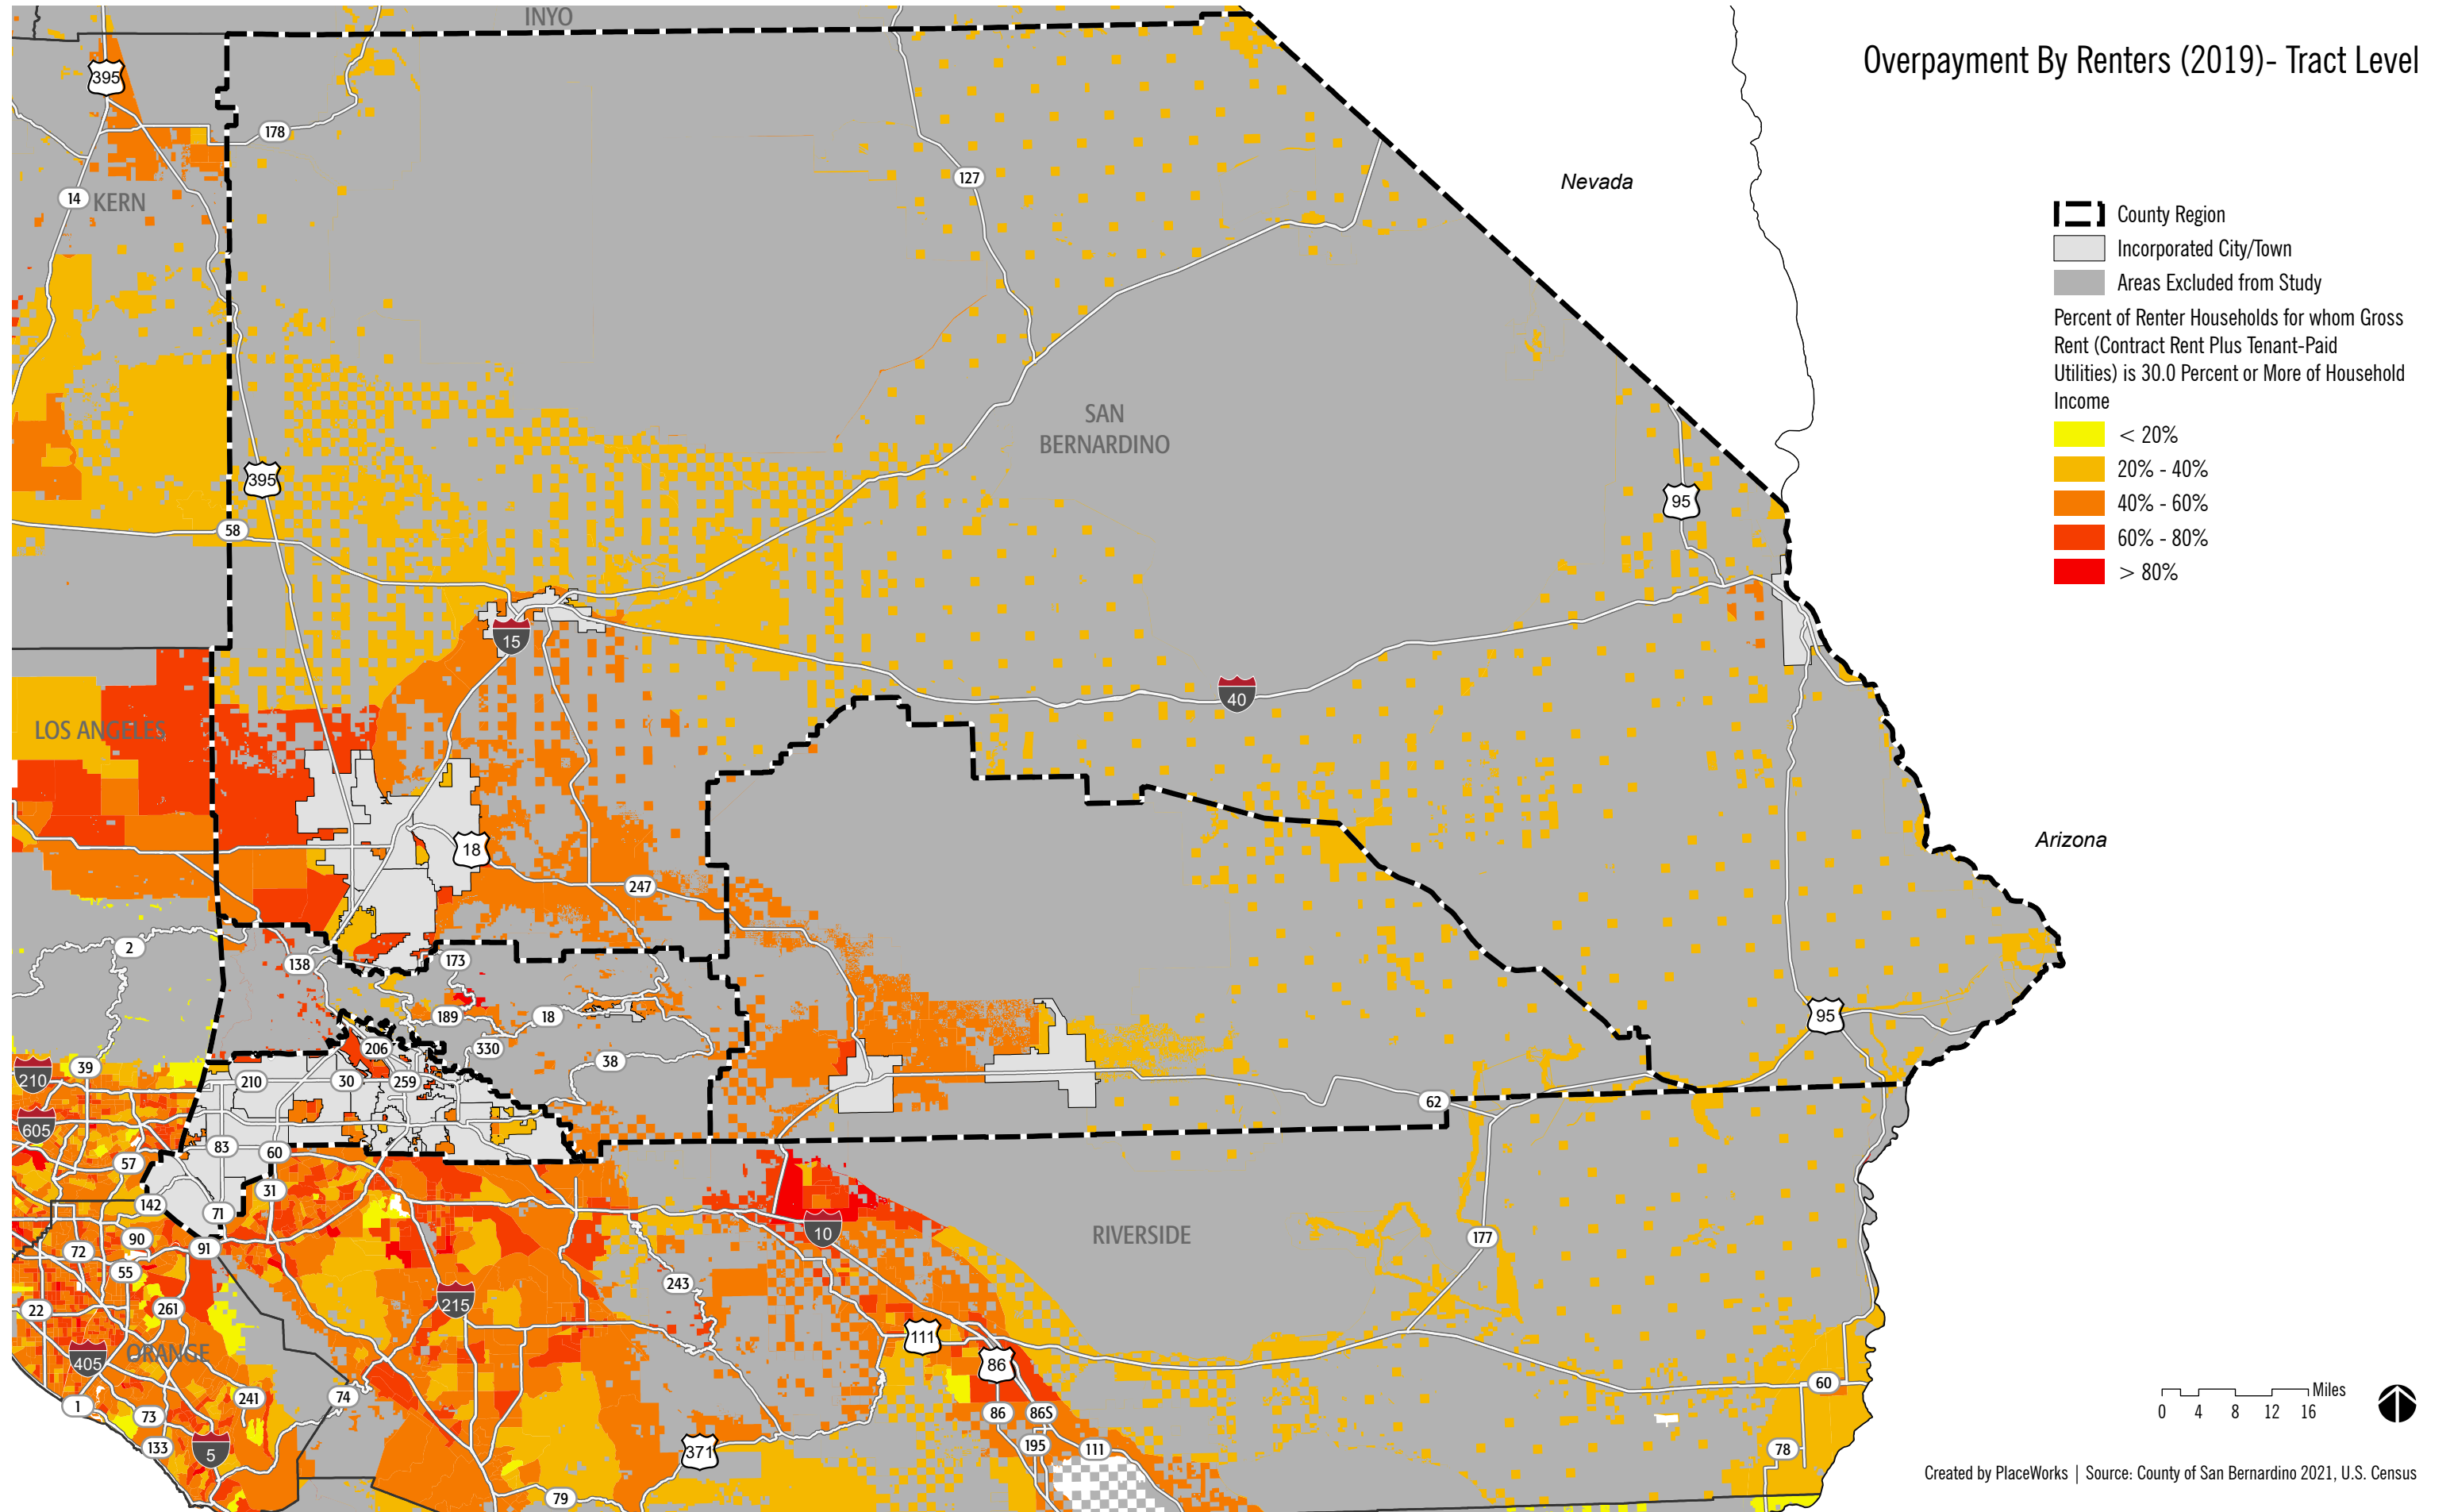 INYO
Overpayment By Renters (2019)- Tract Level
395
178
127
14
KERN
Nevada
County Region
Incorporated City/Town
Areas Excluded from Study
Percent of Renter Households for whom Gross
Rent (Contract Rent Plus Tenant-Paid
Utilities) is 30.0 Percent or More of Household
Income
< 20%
20% - 40%
40% - 60%
60% - 80%
> 80%
SAN
BERNARDINO
395
95
58
15
40
LOS ANGELES
18
247
Arizona
2
138
173
189
18
95
206
330
38
39
210
210
30
259
62
605
83
60
57
31
142
71
10
RIVERSIDE
177
90
91
72
55
243
22
261
215
111
405
ORANGE
86
60
1
241
74
73
86
86S
133
5
371
195
111
78
79
Miles
0 4 8 12 16
Created by PlaceWorks | Source: County of San Bernardino 2021, U.S. Census